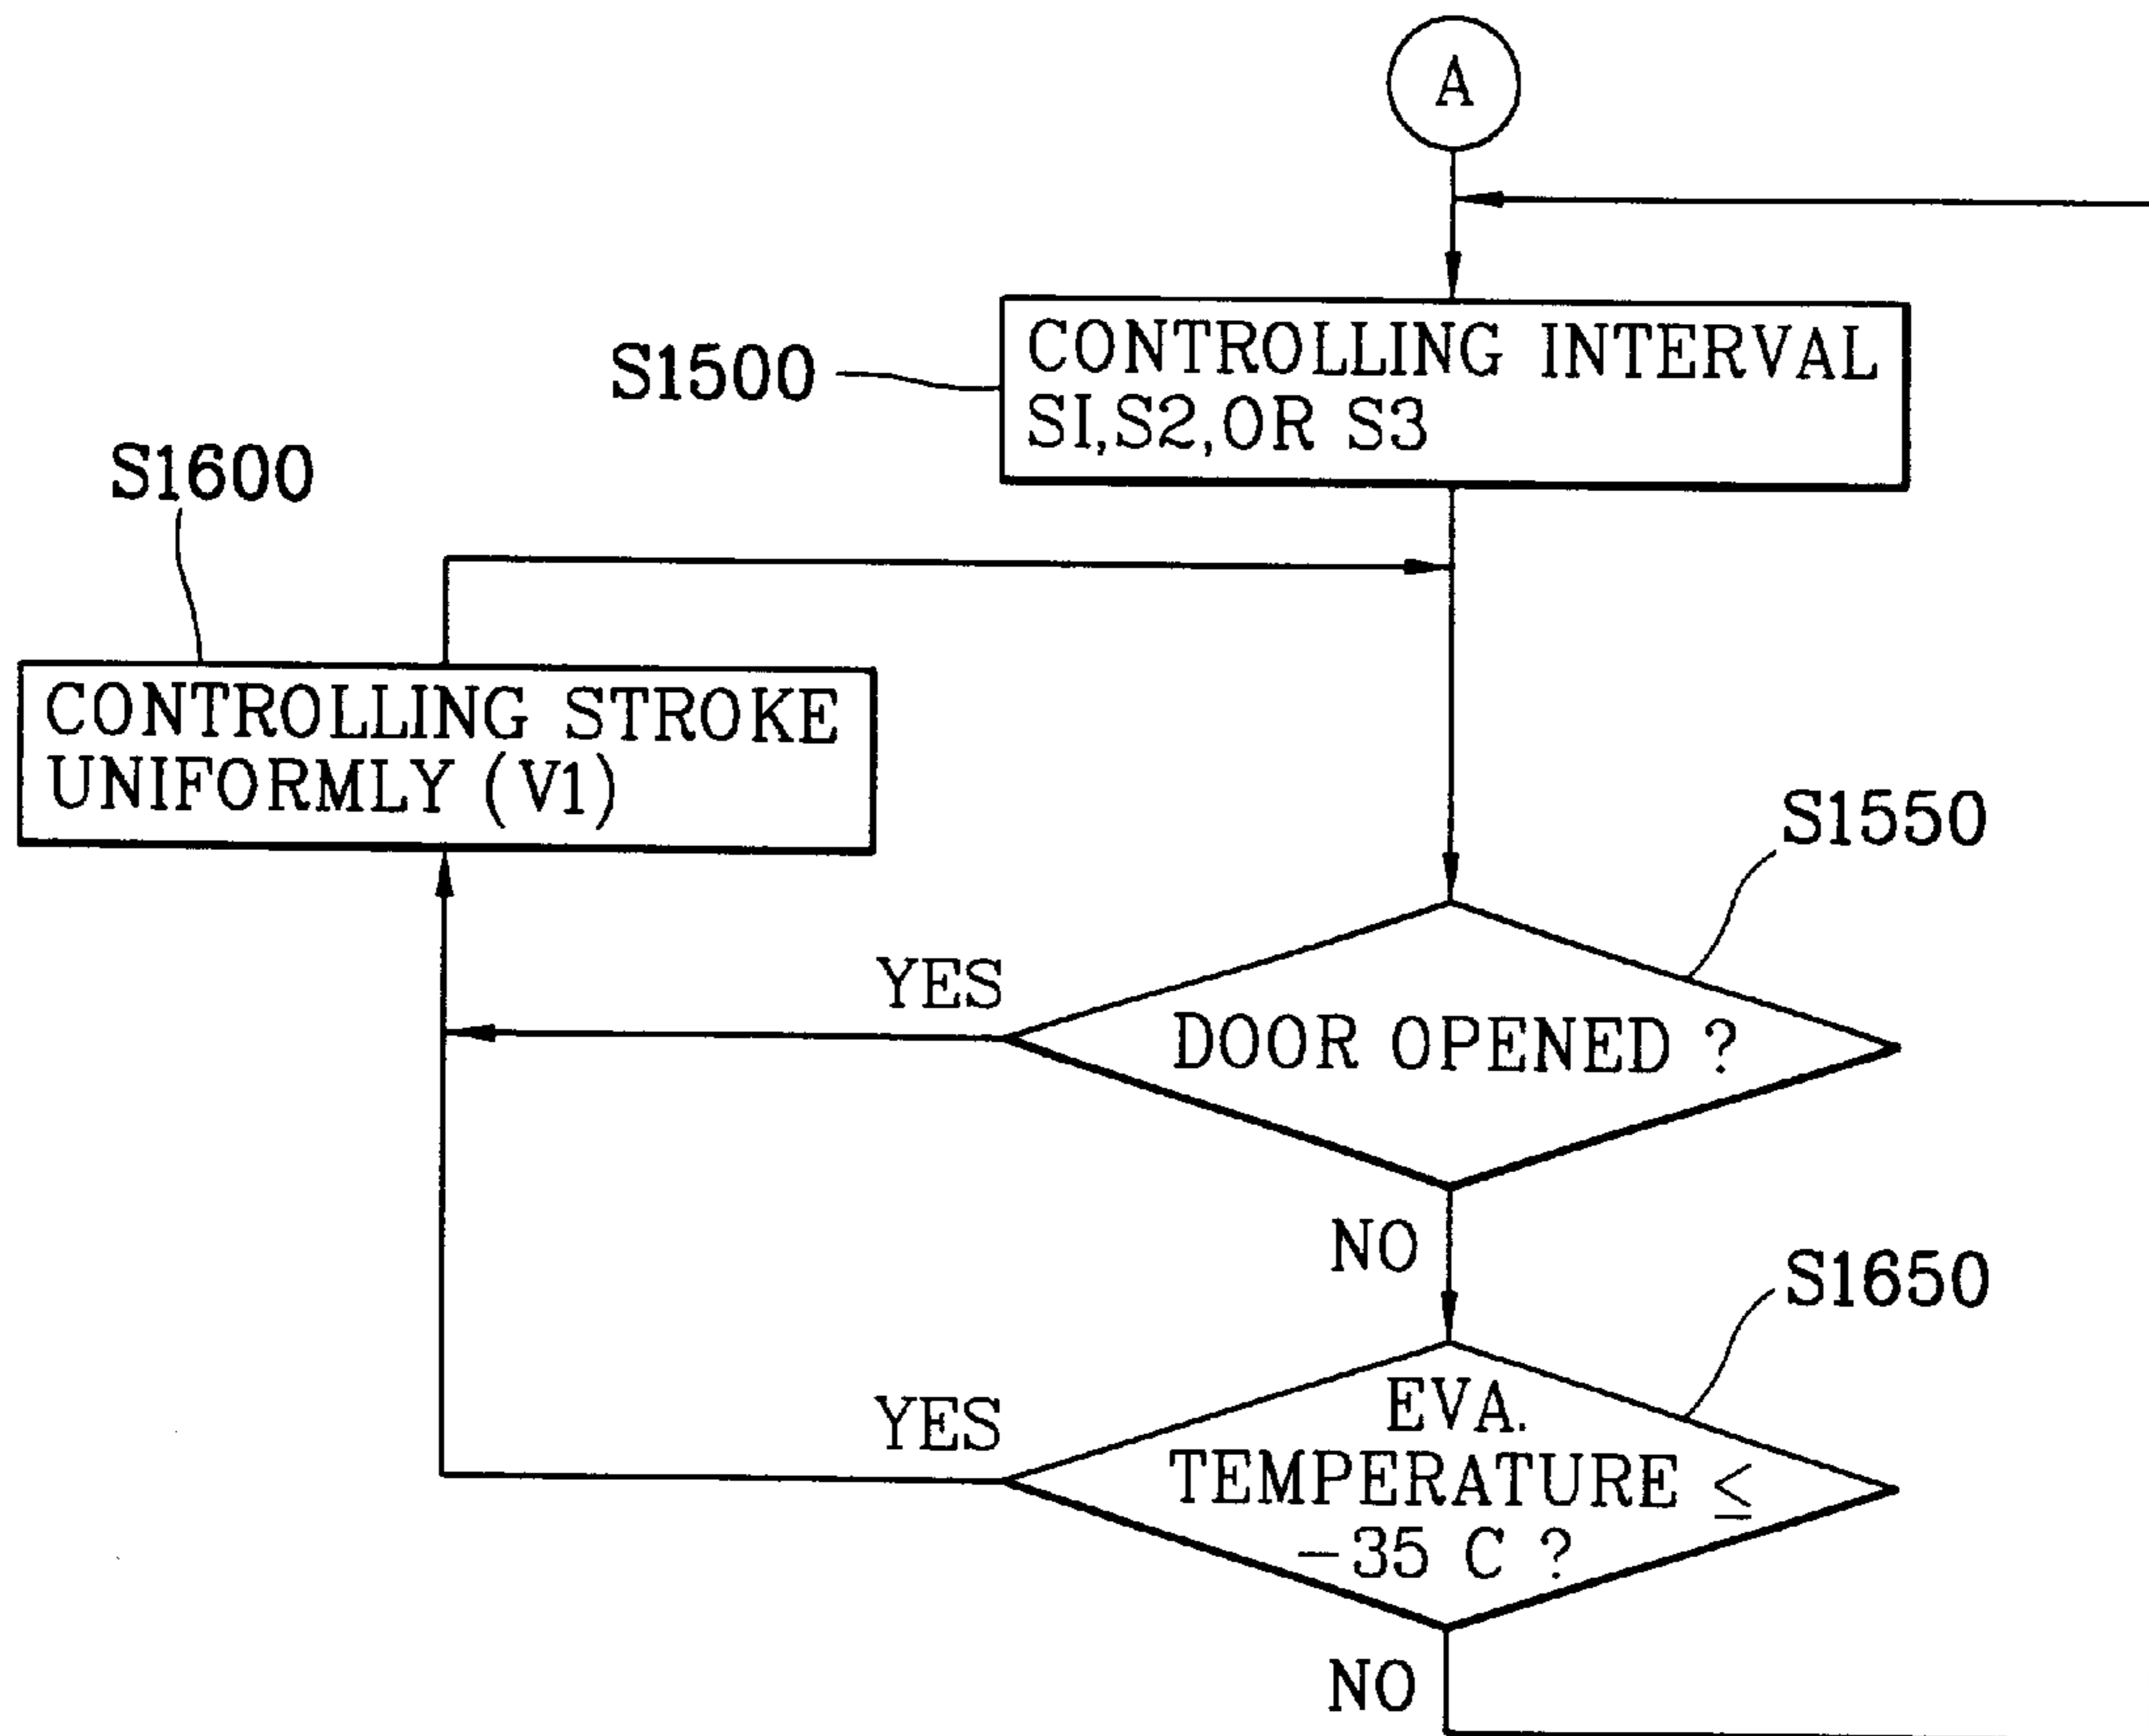 A
S1500
CONTROLLING INTERVAL
SI,S2,OR S3
S1600
CONTROLLING STROKE
UNIFORMLY (V1)
S1550
YES
DOOR OPENED ?
NO
S1650
YES
EVA.
TEMPERATURE ≤
-35 C ?
NO